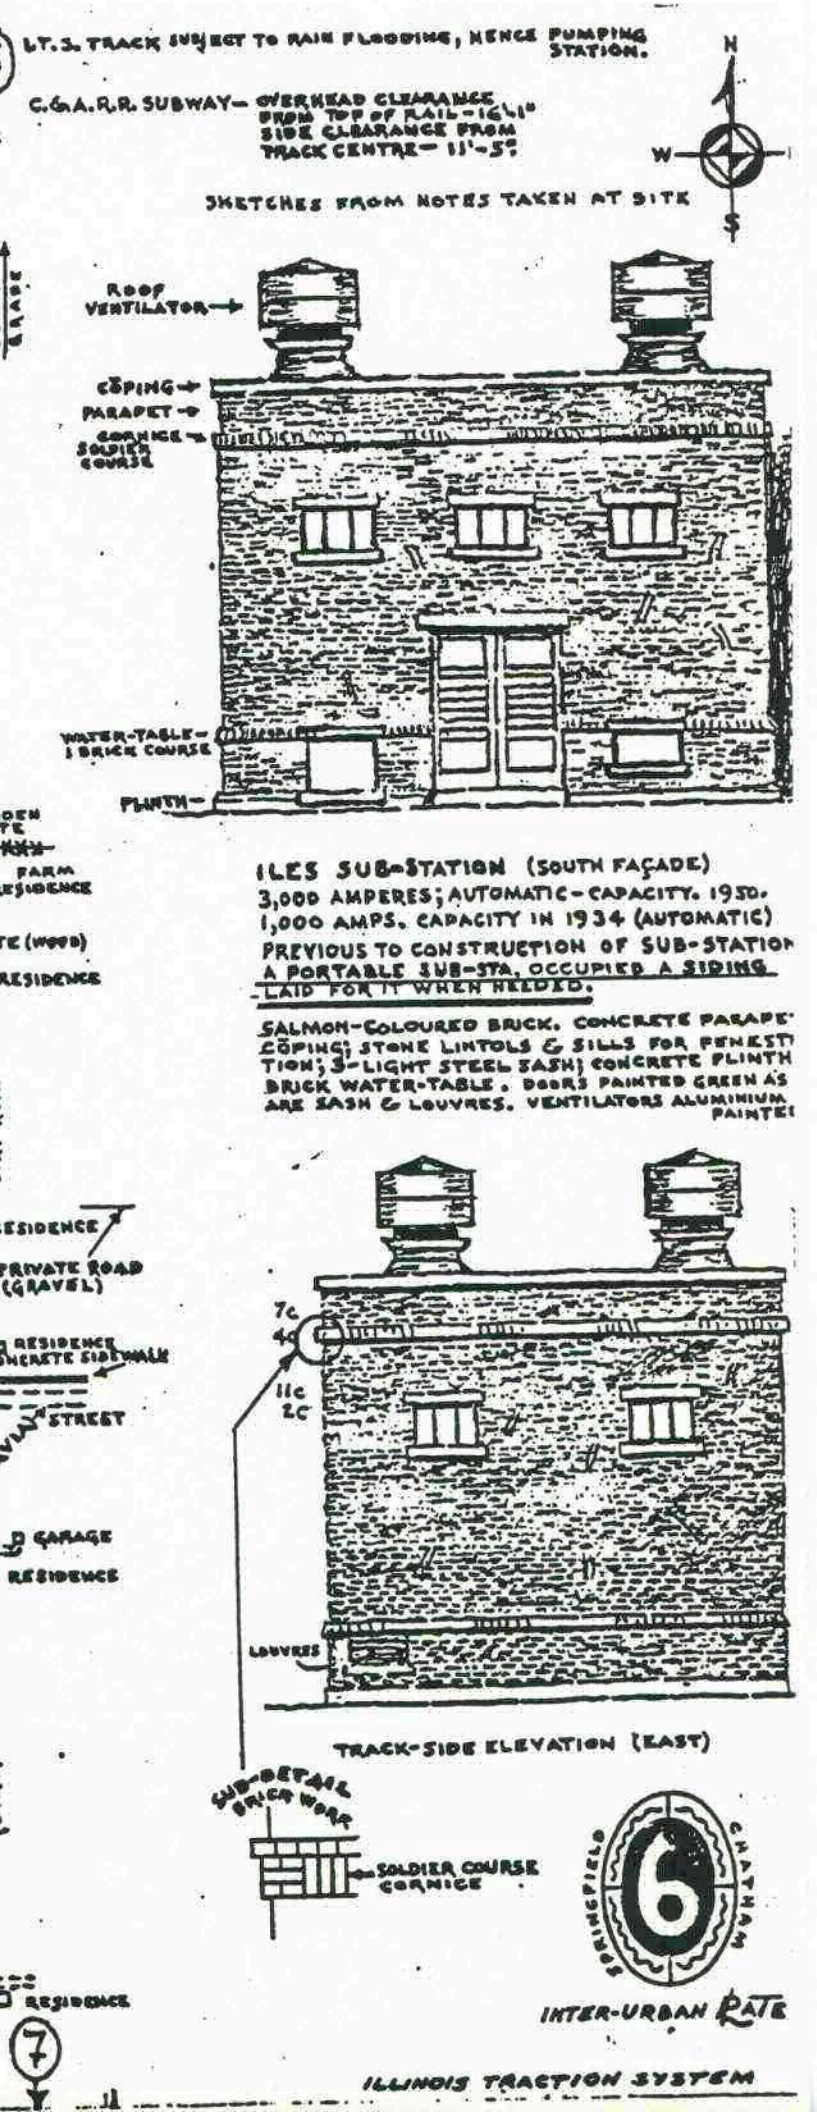 I.T.S. TRACK SUBJECT TO RAIN FLOODING, HENCE PUMPING
STATION.
C.&A.R.R. SUBWAY— OVERHEAD CLEARANCE
FROM TOP OF RAIL-16'-1"
SIDE CLEARANCE FROM
TRACK CENTRE— 11'-5".
N
W
S
SKETCHES FROM NOTES TAKEN AT SITE
GRADE
ROOF
VENTILATOR
CŌPING
PARAPET
CORNICE
SOLDIER
COURSE
WATER-TABLE-
1 BRICK COURSE
PLINTH-
FARM
RESIDENCE
(WOOD)
RESIDENCE
ILES SUB-STATION (SOUTH FAÇADE)
3,000 AMPERES; AUTOMATIC-CAPACITY. 1950.
1,000 AMPS. CAPACITY IN 1934 (AUTOMATIC)
PREVIOUS TO CONSTRUCTION OF SUB-STATION
A PORTABLE SUB-STA. OCCUPIED A SIDING
LAID FOR IT WHEN NEEDED.
SALMON-COLOURED BRICK. CONCRETE PARAPE
CŌPING; STONE LINTOLS & SILLS FOR FENEST
TION; 3-LIGHT STEEL SASH; CONCRETE PLINTH
BRICK WATER-TABLE. DOORS PAINTED GREEN AS
ARE SASH & LOUVRES. VENTILATORS ALUMINIUM
PAINTE
RESIDENCE
PRIVATE ROAD
(GRAVEL)
RESIDENCE
CONCRETE SIDEWALK
STREET
GARAGE
RESIDENCE
7c
4c
11c
2c
LOUVRES
TRACK-SIDE ELEVATION (EAST)
SUB-DETAIL
BRICK WORK
SOLDIER COURSE
CORNICE
SPRINGFIELD
6
CHATHAM
RESIDENCE
7
INTER-URBAN RATE
ILLINOIS TRACTION SYSTEM